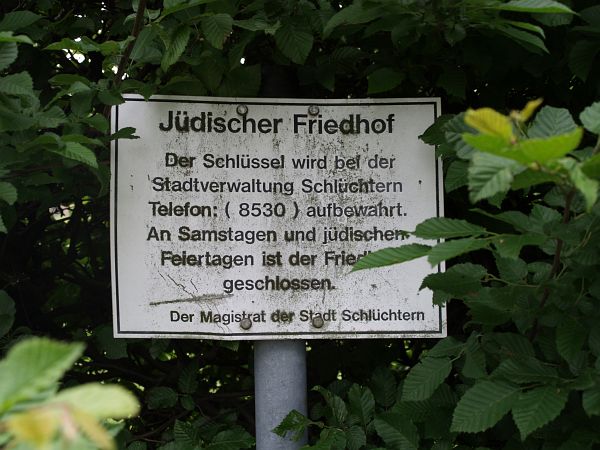 Jüdischer Friedhof
Der Schlüssel wird bei der
Stadtverwaltung Schlüchtern
Telefon: ( 8530 ) aufbewahrt.
An Samstagen und jüdischen
Feiertagen ist der
geschlossen.
Der Magistrat der Stadt Schlüchtern